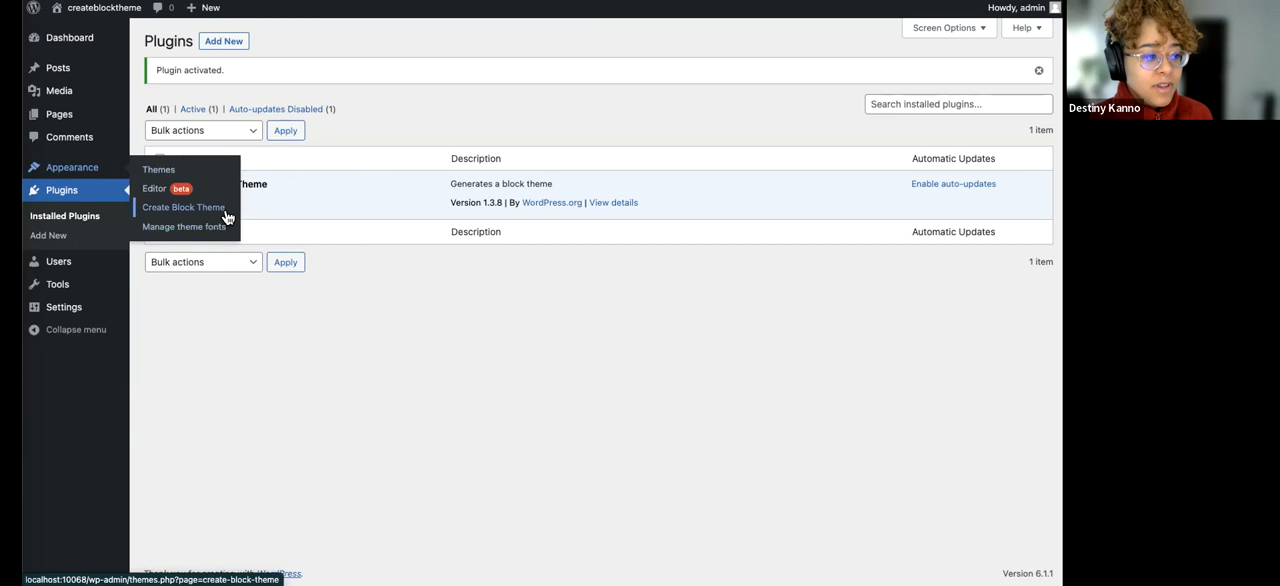 createblocktheme 0 New Howdy, admin
Dashboard
Posts
Media
Pages
Comments
Appearance
Plugins
Installed Plugins
Add New
Users
Tools
Settings
Collapse menu
Themes
Editor beta
Create Block Theme
Manage theme fonts
Screen Options Help
Plugins Add New
Plugin activated.
All (1) | Active (1) | Auto-updates Disabled (1)
Search installed plugins...
Bulk actions Apply
1 item
Description Automatic Updates
heme Generates a block theme Enable auto-updates
Version 1.3.8 | By WordPress.org | View details
Description Automatic Updates
Bulk actions Apply
1 item
Version 6.1.1
localhost:10068/wp-admin/themes.php?page=create-block-theme
Destiny Kanno